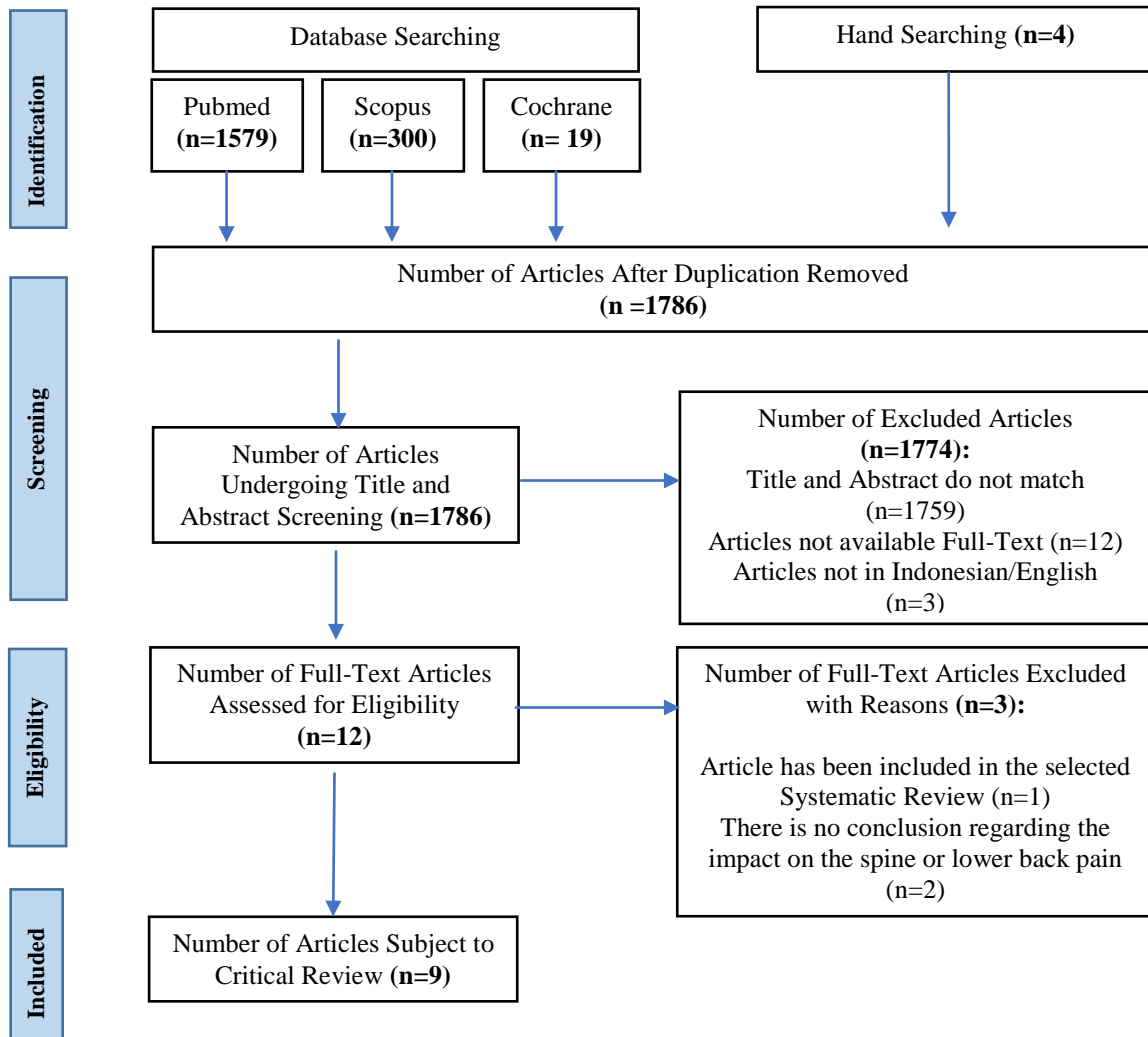 Identification
Database Searching
Hand Searching (n=4)
Pubmed
(n=1579)
Scopus
(n=300)
Cochrane
(n= 19)
Screening
Number of Articles After Duplication Removed
(n =1786)
Number of Articles
Undergoing Title and
Abstract Screening (n=1786)
Number of Excluded Articles
(n=1774):
Title and Abstract do not match
(n=1759)
Articles not available Full-Text (n=12)
Articles not in Indonesian/English
(n=3)
Eligibility
Number of Full-Text Articles
Assessed for Eligibility
(n=12)
Number of Full-Text Articles Excluded
with Reasons (n=3):
Article has been included in the selected
Systematic Review (n=1)
There is no conclusion regarding the
impact on the spine or lower back pain
(n=2)
Included
Number of Articles Subject to
Critical Review (n=9)